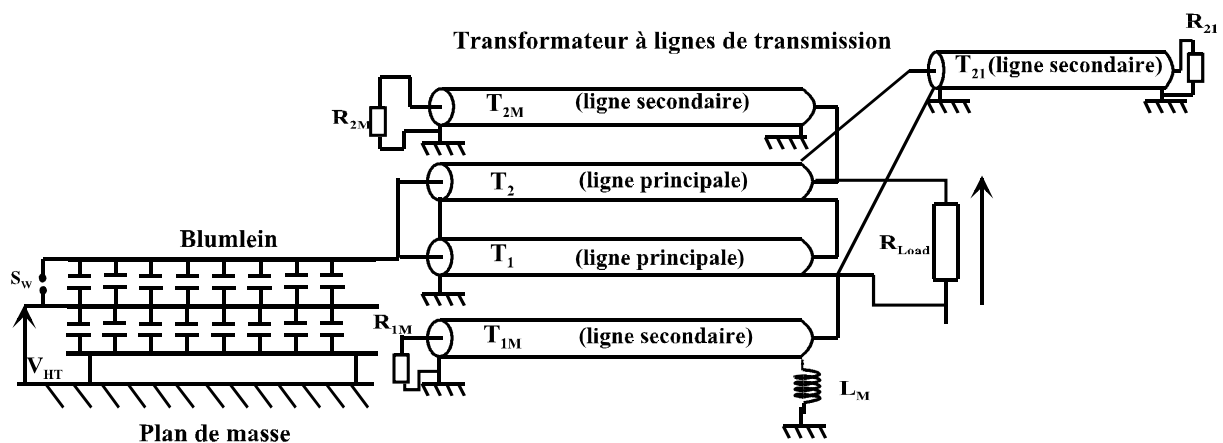 Transformateur à lignes de transmission
R21
T21 (ligne secondaire)
T2M (ligne secondaire)
R2M
T2 (ligne principale)
Blumlein
T1 (ligne principale)
RLoad
SW
R1M
T1M (ligne secondaire)
VHT
LM
Plan de masse